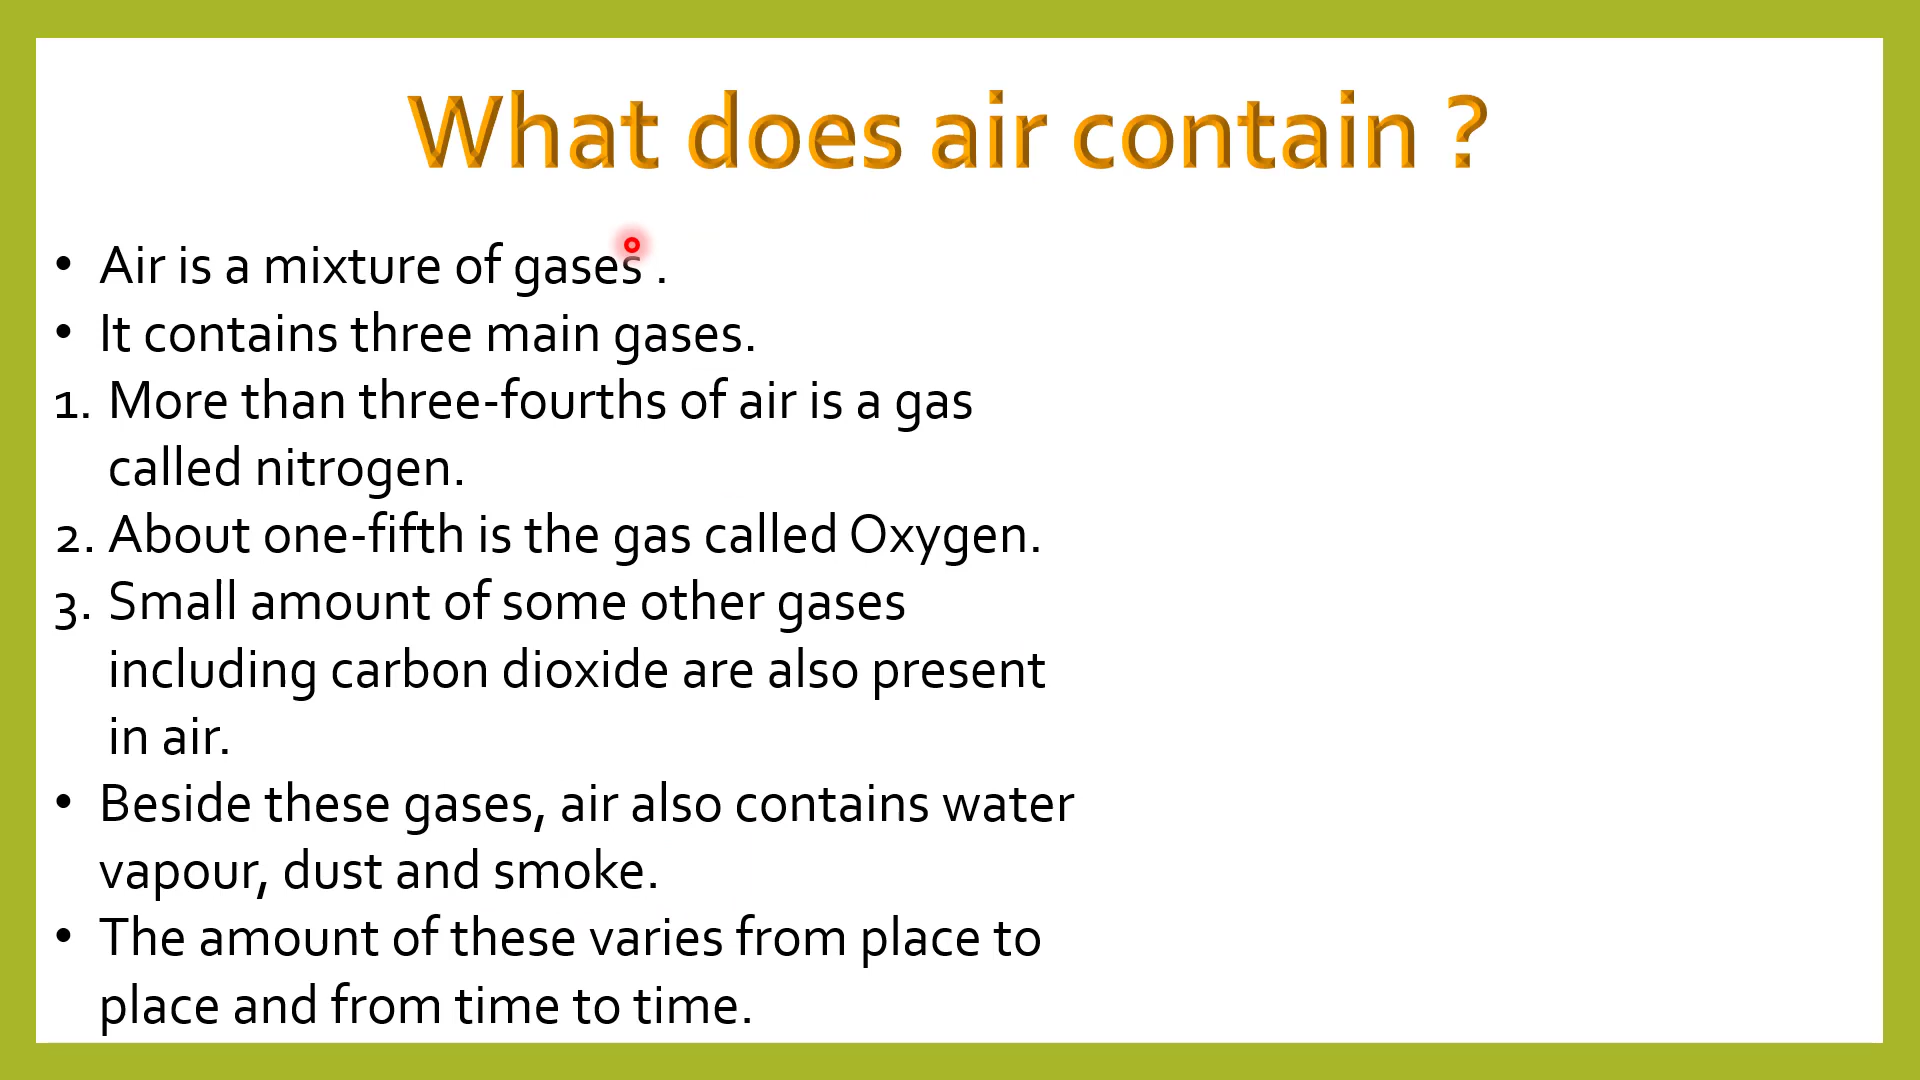 What does air contain ?
• Air is a mixture of gases .
• It contains three main gases.
1. More than three-fourths of air is a gas
called nitrogen.
2. About one-fifth is the gas called Oxygen.
3. Small amount of some other gases
including carbon dioxide are also present
in air.
• Beside these gases, air also contains water
vapour, dust and smoke.
• The amount of these varies from place to
place and from time to time.